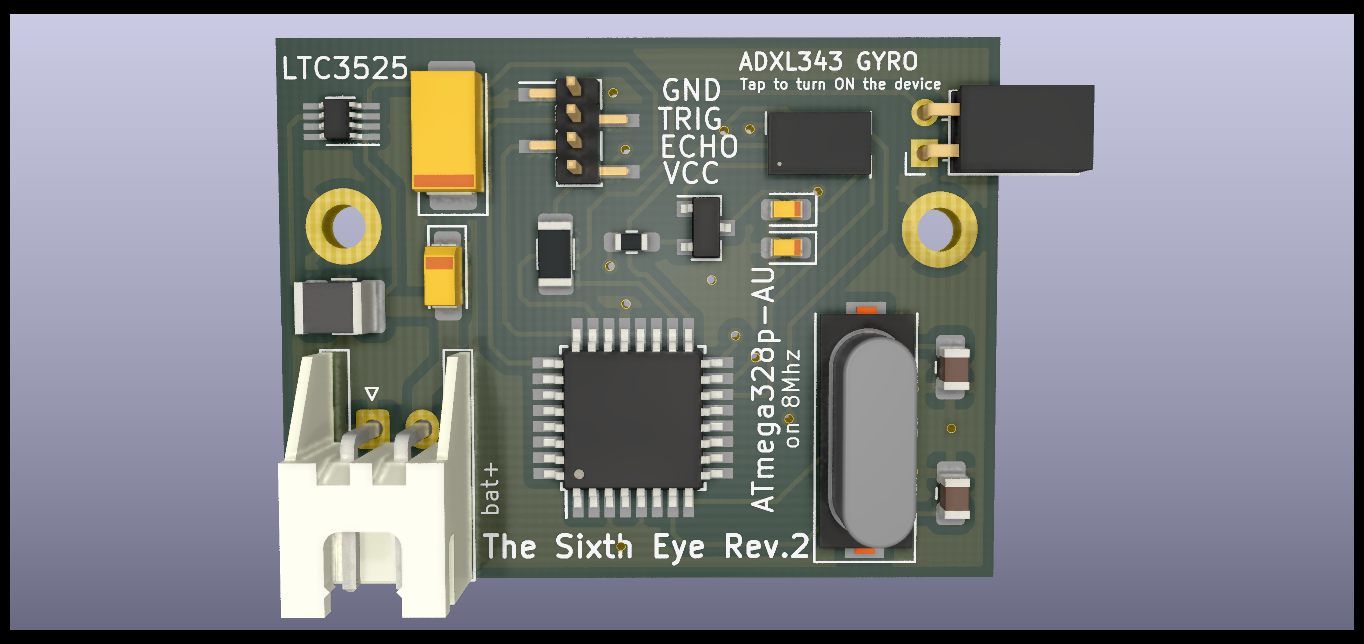 LTC3525
ADXL343 GYRO
Tap to turn ON the device
GND
TRIG
ECHO
VCC
ATmega328p-AU
on 8Mhz
bat+
The Sixth Eye Rev.2